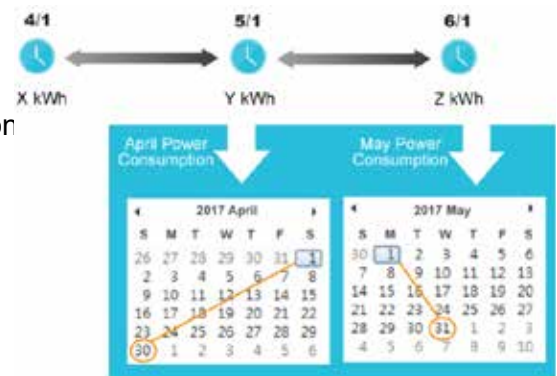 4/1 5/1 6/1
X kWh Y kWh Z kWh
on
April Power
Consumption
May Power
Consumption
2017 April
S M T W T F S
26 27 28 29 30 31 1
2 3 4 5 6 7 8
9 10 11 12 13 14 15
16 17 18 19 20 21 22
23 24 25 26 27 28 29
30 1 2 3 4 5 6
2017 May
S M T W T F S
30 1 2 3 4 5 6
7 8 9 10 11 12 13
14 15 16 17 18 19 20
21 22 23 24 25 26 27
28 29 30 31 1 2 3
4 5 6 7 8 9 10